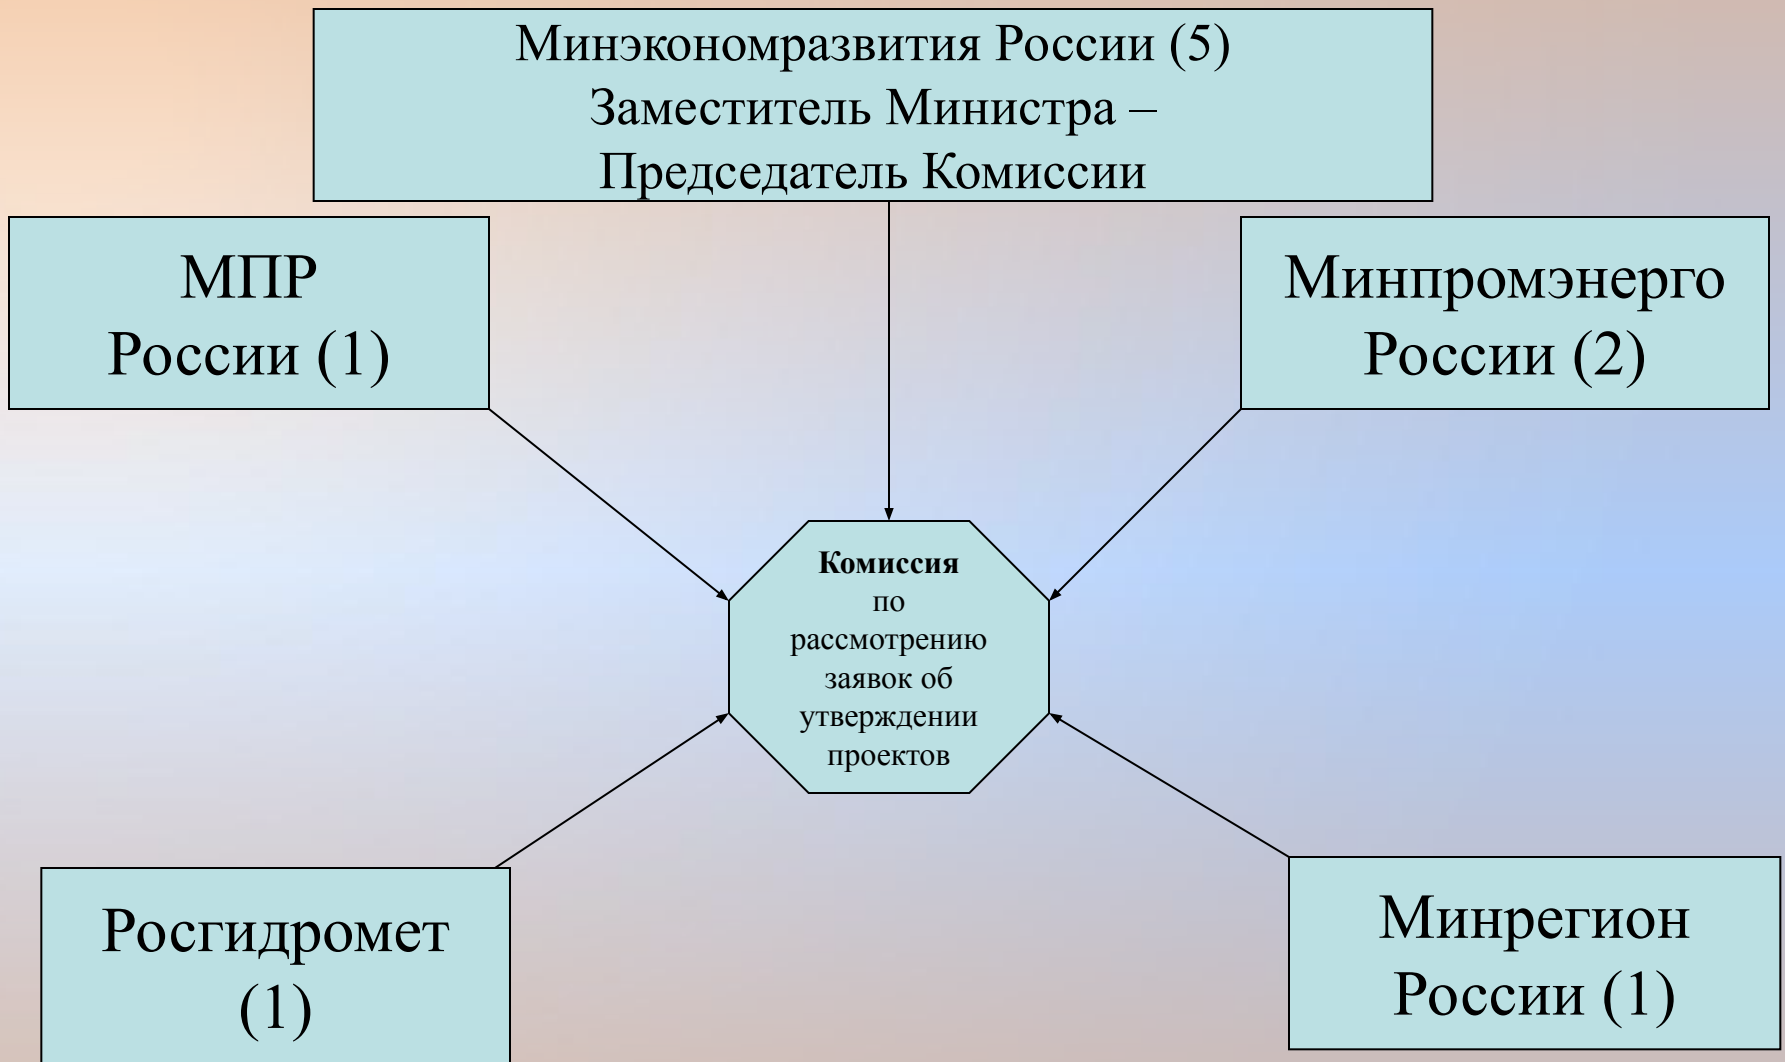 Минэкономразвития России (5)
Заместитель Министра –
Председатель Комиссии
МПР
России (1)
Минпромэнерго
России (2)
Комиссия
по
рассмотрению
заявок об
утверждении
проектов
Росгидромет
(1)
Минрегион
России (1)